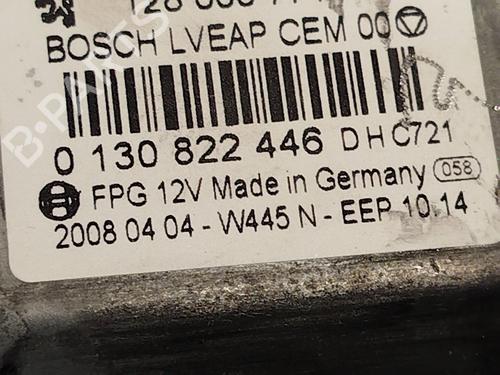 BOSCH LVEAP CEM 00
0 130 822 446 D H C721
FPG 12V Made in Germany 058
2008 04 04 - W445 N - EEP 10.14
B-PARTS